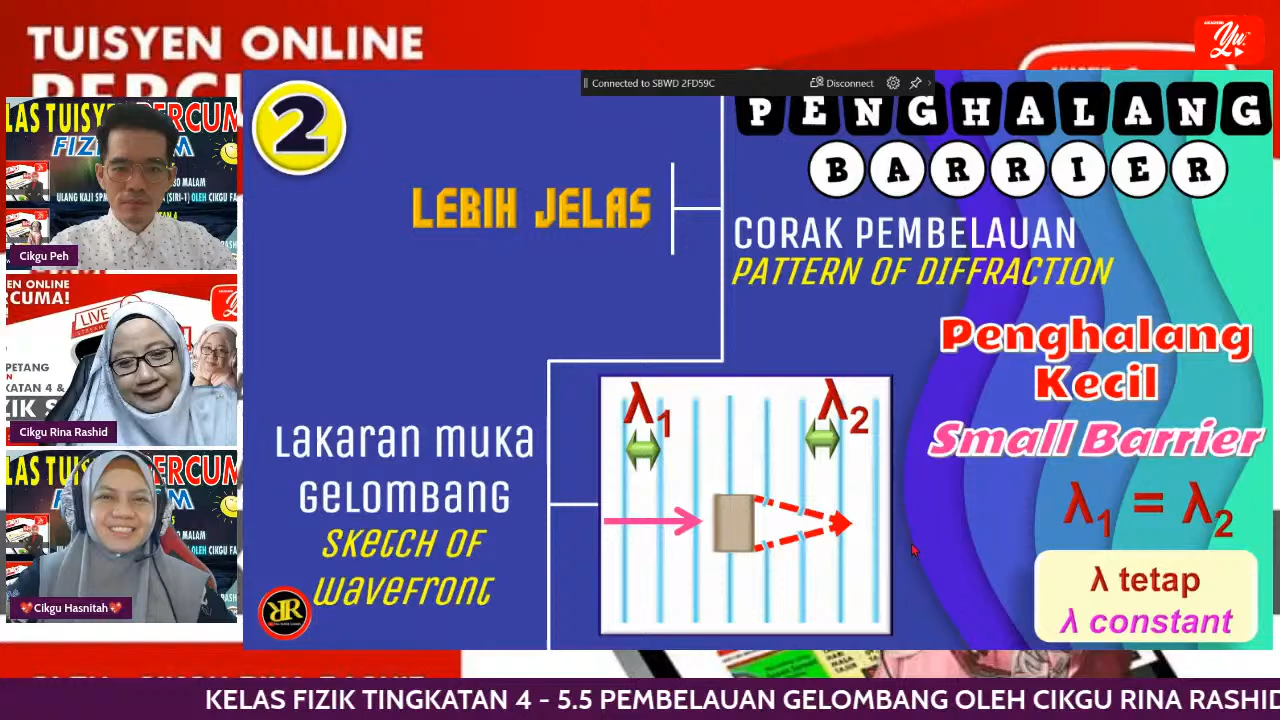 TUISYEN ONLINE
Connected to SBWD 2FD59C
Disconnect
2
PENGHALANG
BARRIER
LEBIH JELAS
CORAK PEMBELAUAN
PATTERN OF DIFFRACTION
Penghalang
Kecil
Small Barrier
λ1 = λ2
λ tetap
λ constant
λ1
λ2
Lakaran muka
gelombang
sketch of
wavefront
Cikgu Peh
LIVE
Cikgu Rina Rashid
💖Cikgu Hasnitah💖
KELAS FIZIK TINGKATAN 4 - 5.5 PEMBELAUAN GELOMBANG OLEH CIKGU RINA RASHID